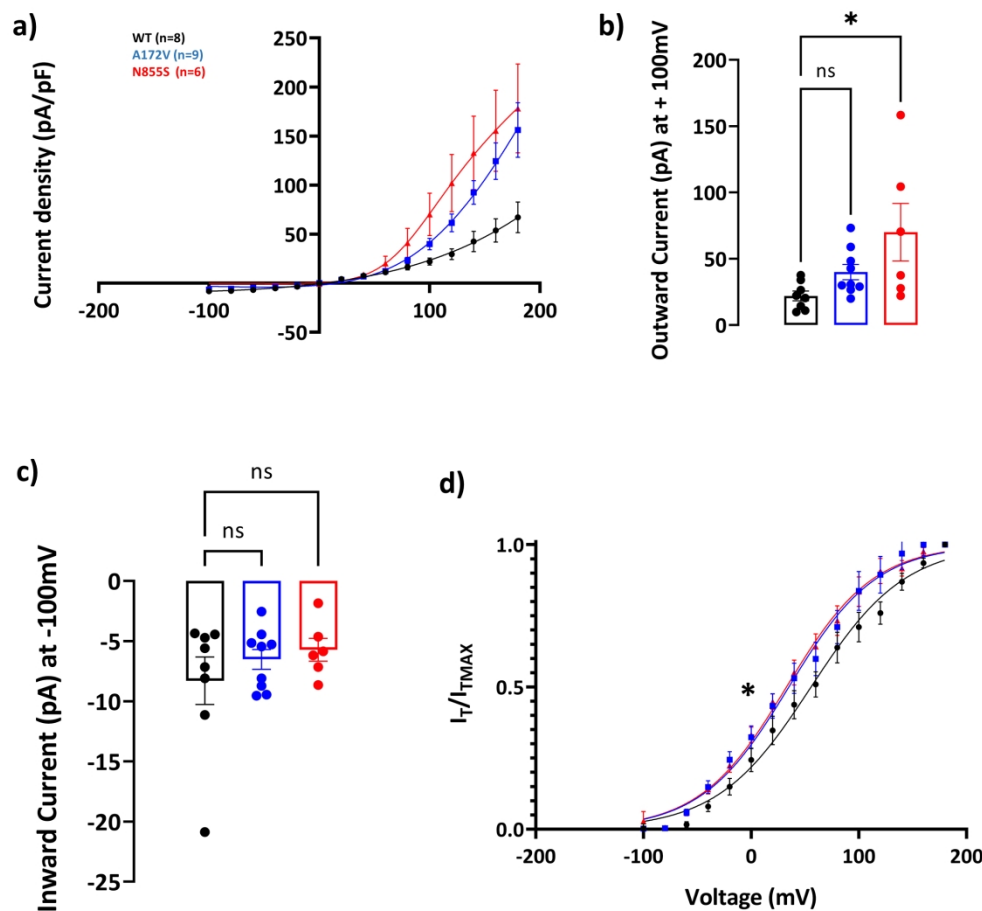 a)
WT (n=8)
A172V (n=9)
N855S (n=6)
Current density (pA/pF)
250
200
150
100
50
-50
-200
-100
0
100
200
b)
*
ns
Outward Current (pA) at + 100mV
200
150
100
50
0
c)
ns
ns
Inward Current (pA) at -100mV
0
-5
-10
-15
-20
-25
d)
*
IT/ITMAX
1.0
0.5
0.0
-200
-100
0
100
200
Voltage (mV)